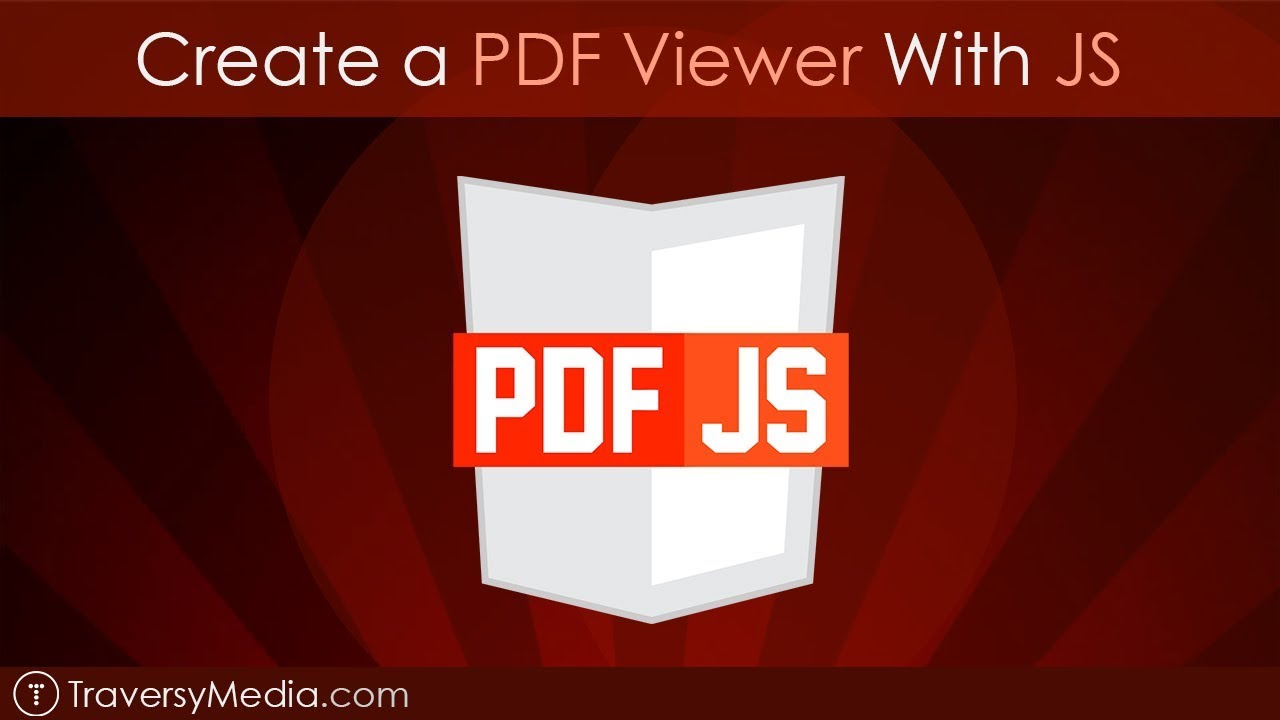 Create a PDF Viewer With JS
PDF JS
TraversyMedia.com